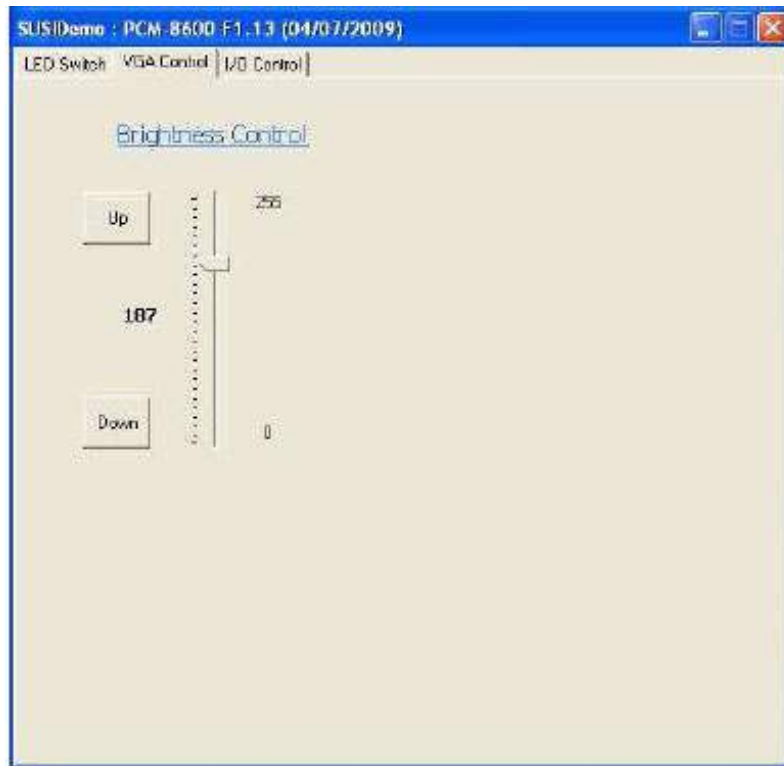 SUSIDemo : PCM-8600 F1.13 (04/07/2009)
LED Switch VGA Control I/O Control
Brightness Control
Up
255
187
Down
0